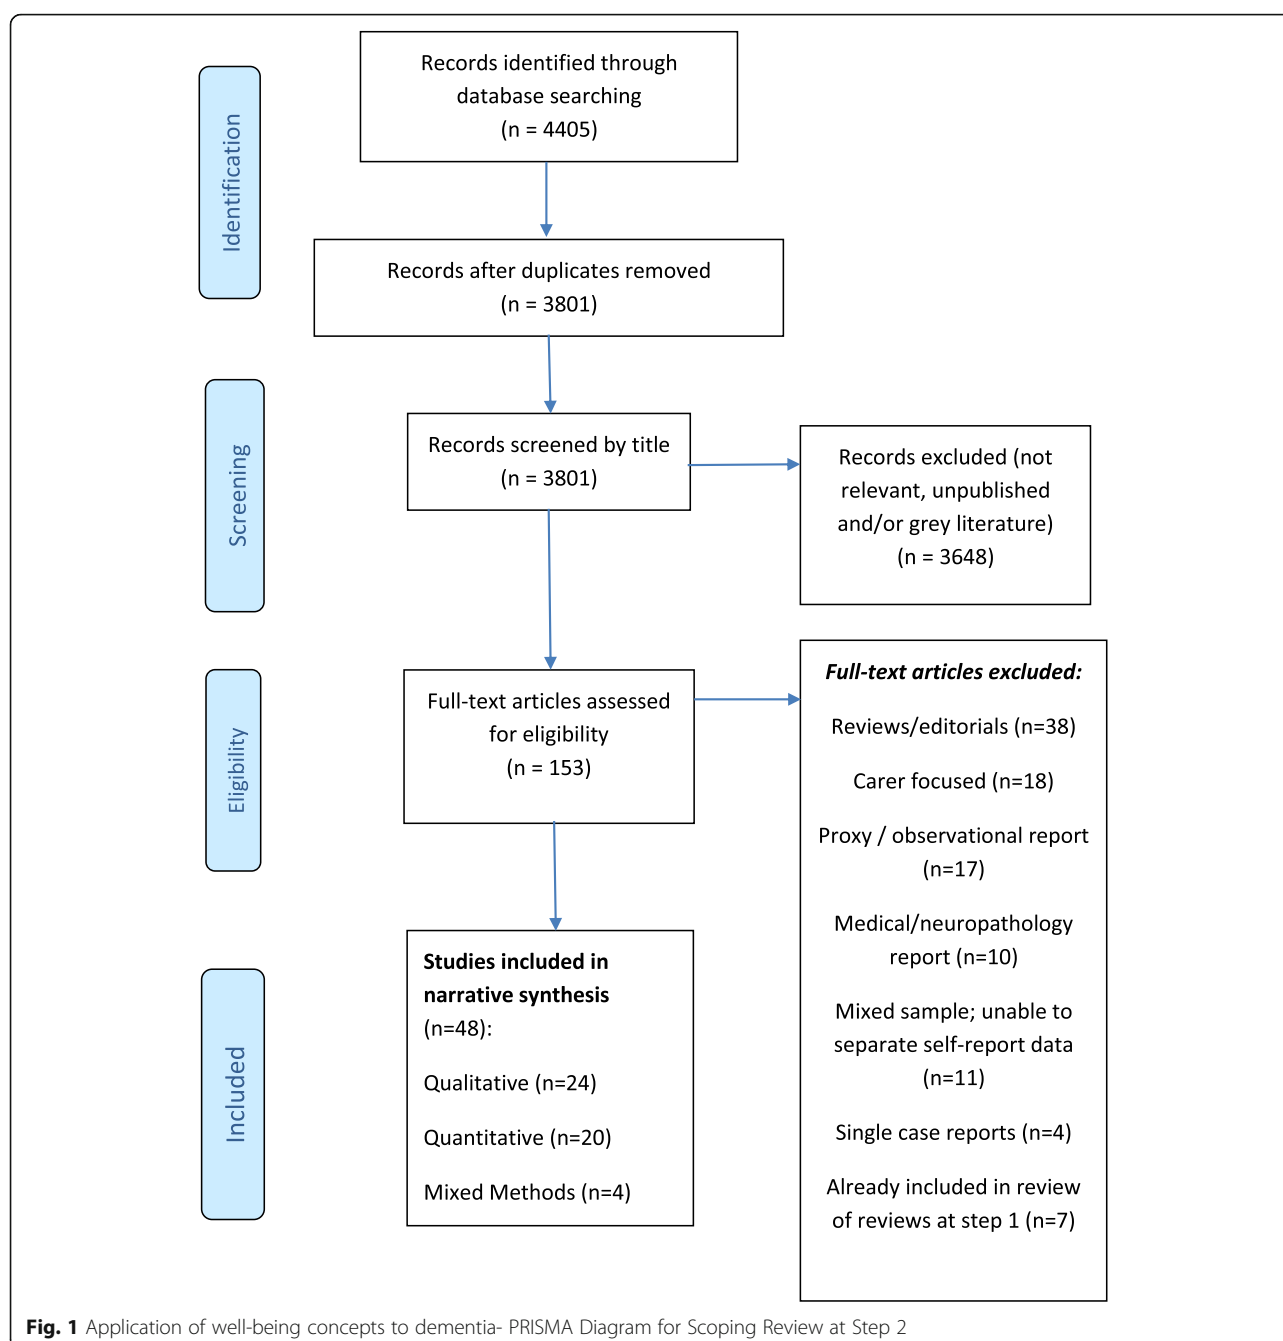 Identification
Records identified through
database searching
(n = 4405)
Records after duplicates removed
(n = 3801)
Screening
Records screened by title
(n = 3801)
Records excluded (not
relevant, unpublished
and/or grey literature)
(n = 3648)
Eligibility
Full-text articles assessed
for eligibility
(n = 153)
Full-text articles excluded:
Reviews/editorials (n=38)
Carer focused (n=18)
Proxy / observational report
(n=17)
Medical/neuropathology
report (n=10)
Mixed sample; unable to
separate self-report data
(n=11)
Single case reports (n=4)
Already included in review
of reviews at step 1 (n=7)
Included
Studies included in
narrative synthesis
(n=48):
Qualitative (n=24)
Quantitative (n=20)
Mixed Methods (n=4)
Fig. 1 Application of well-being concepts to dementia- PRISMA Diagram for Scoping Review at Step 2